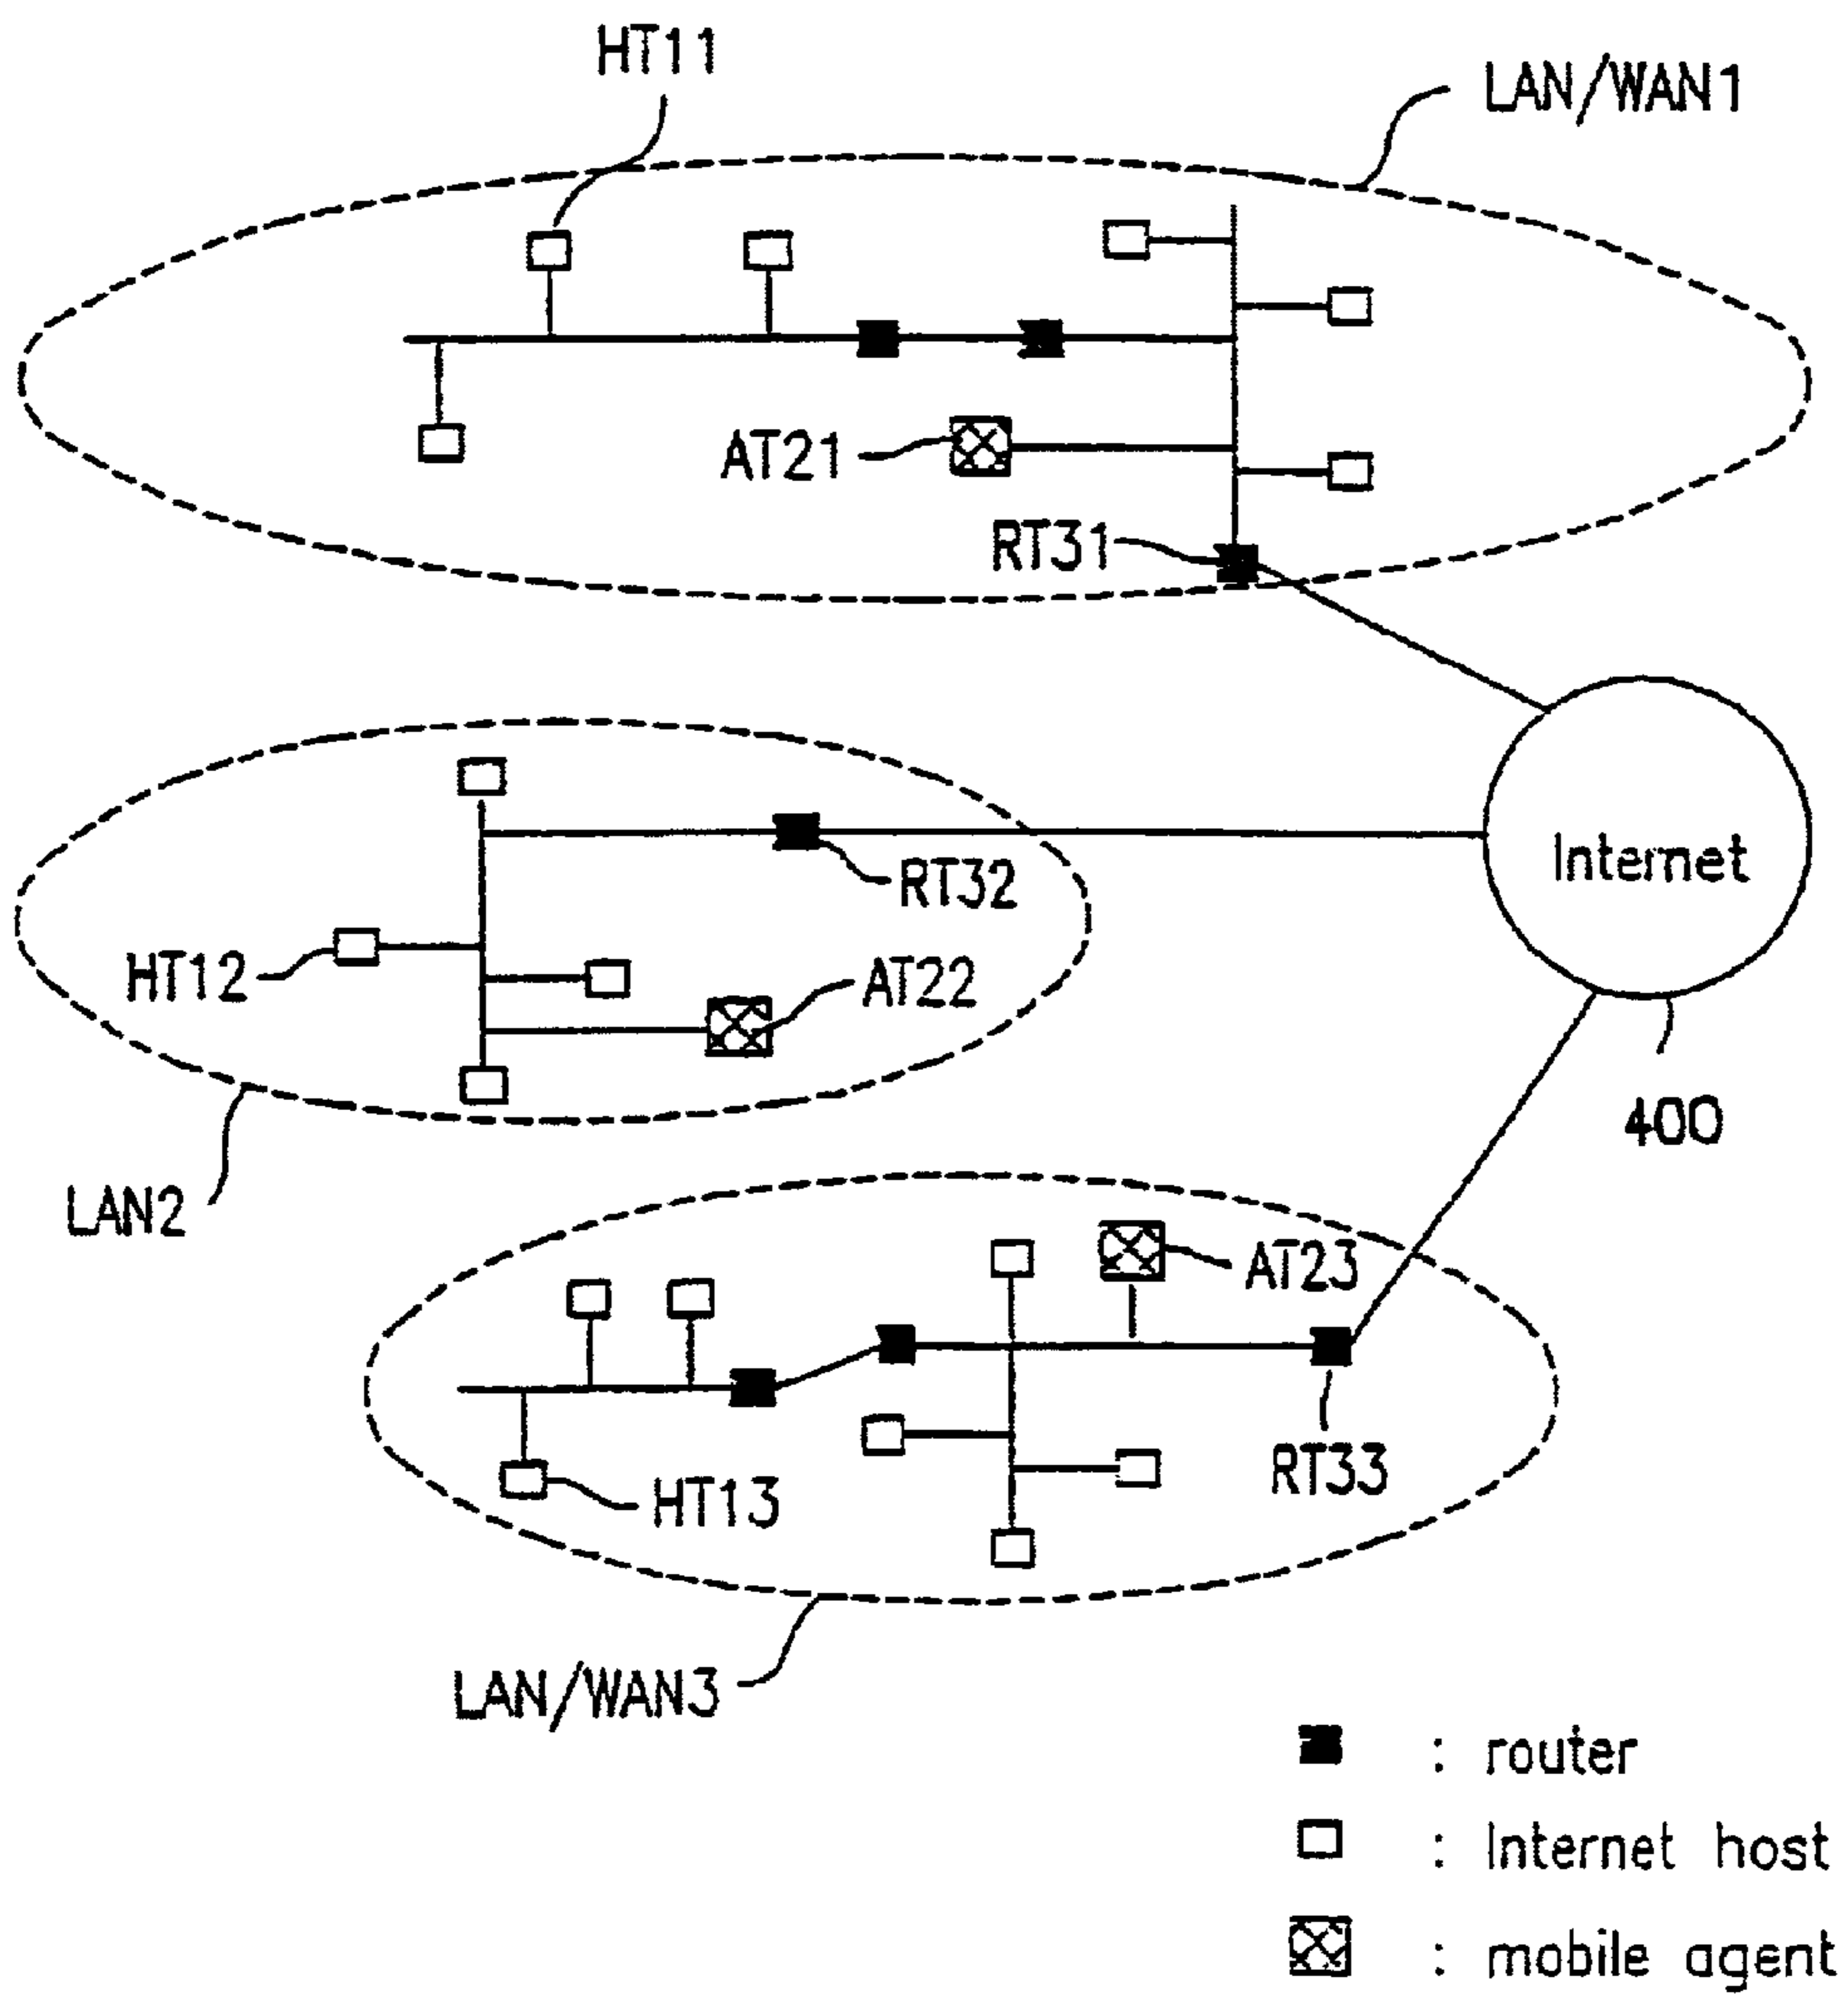 HT11
LAN/WAN1
AT21
RT31
RT32
Internet
HT12
AT22
400
LAN2
AT23
RT33
HT13
LAN/WAN3
: router
: Internet host
: mobile agent